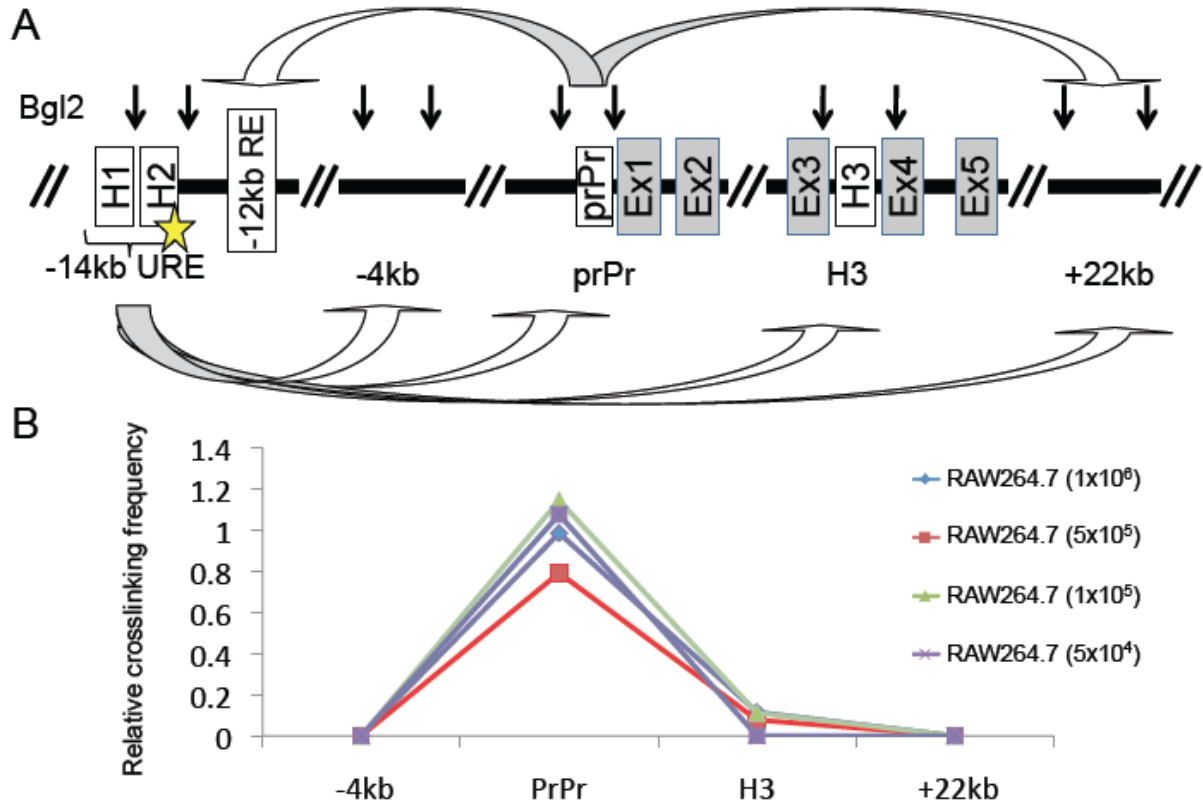 A
Bgl2
H1
H2
-12kb RE
prPr
Ex1
Ex2
Ex3
H3
Ex4
Ex5
-14kb URE
-4kb
prPr
H3
+22kb
B
Relative crosslinking frequency
1.4
1.2
1
0.8
0.6
0.4
0.2
0
-4kb
PrPr
H3
+22kb
RAW264.7 (1x10⁶)
RAW264.7 (5x10⁵)
RAW264.7 (1x10⁵)
RAW264.7 (5x10⁴)